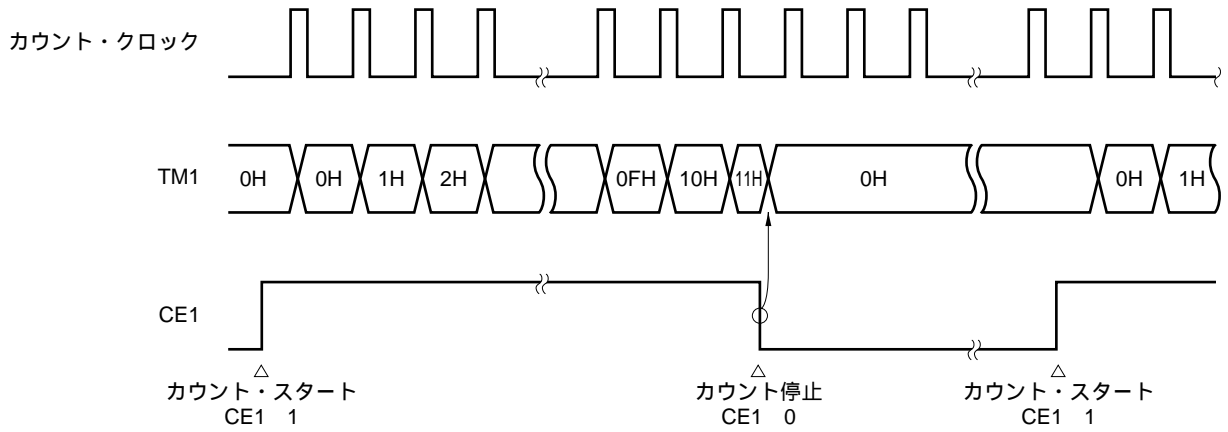 カウント・クロック
TM1
0H 0H 1H 2H 0FH 10H 11H 0H 0H 1H
CE1
カウント・スタート
CE1 1
カウント停止
CE1 0
カウント・スタート
CE1 1